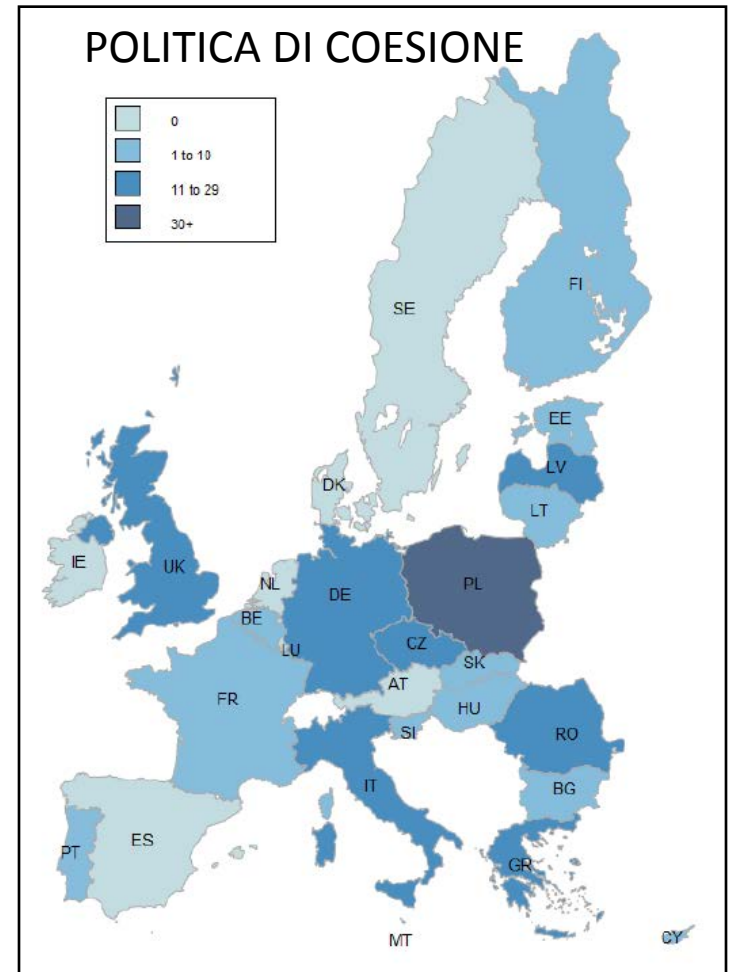 POLITICA DI COESIONE
0
1 to 10
11 to 29
30+
FI
SE
EE
LV
DK
LT
IE
UK
NL
DE
PL
BE
LU
CZ
SK
AT
FR
HU
SI
RO
IT
BG
ES
PT
GR
MT
CY